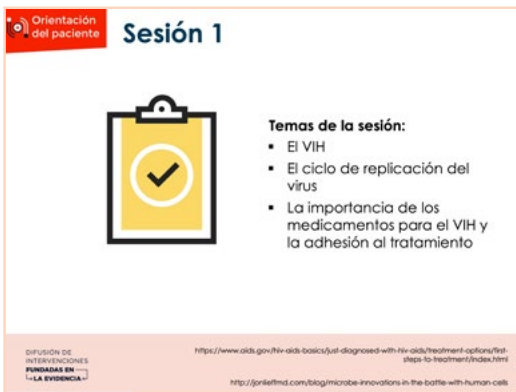 Orientación
del paciente
Sesión 1
Temas de la sesión:
▪ El VIH
▪ El ciclo de replicación del
virus
▪ La importancia de los
medicamentos para el VIH y
la adhesión al tratamiento
DIFUSIÓN DE
INTERVENCIONES
FUNDADAS EN
LA EVIDENCIA
https://www.aids.gov/hiv-aids-basics/just-diagnosed-with-hiv-aids/treatment-options/first-
steps-to-treatment/index.html
http://jonlieffmd.com/blog/microbe-innovations-in-the-battle-with-human-cells